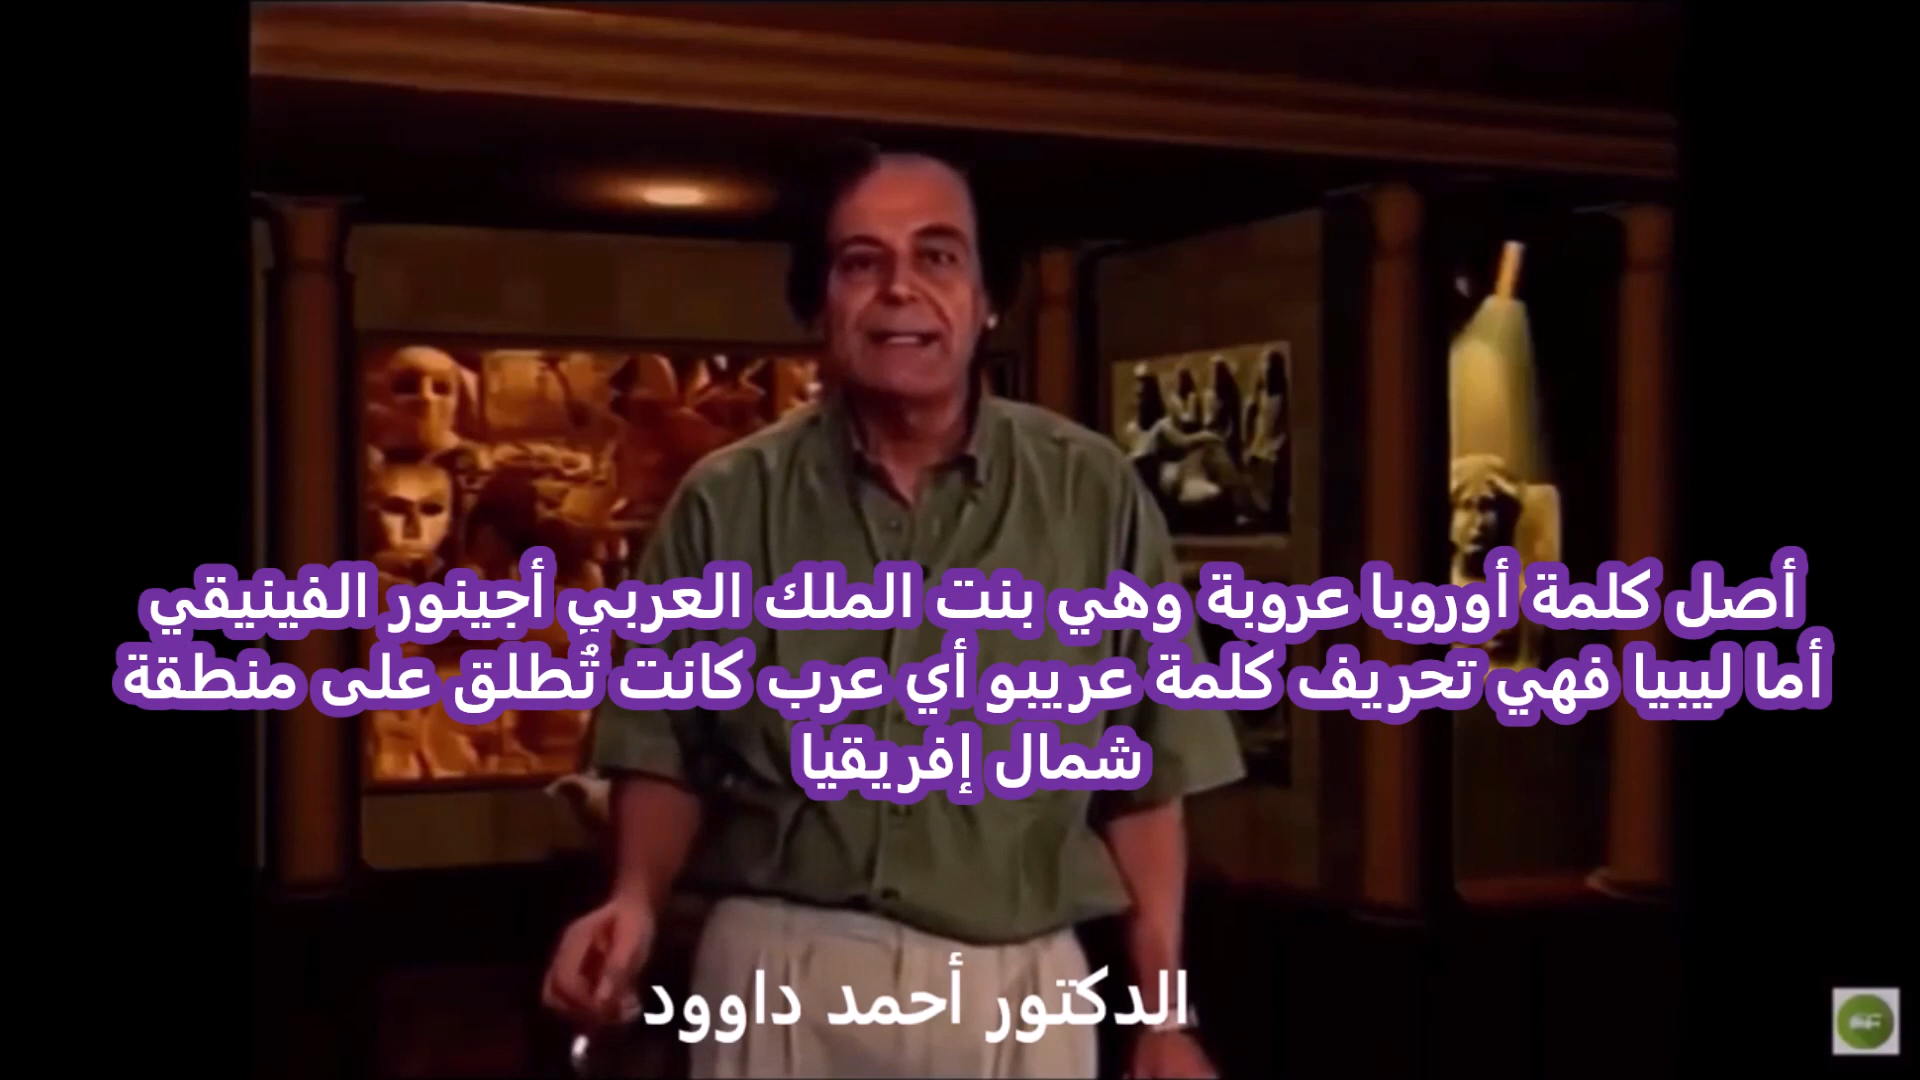 أصل كلمة أوروبا عروبة وهي بنت الملك العربي أجينور الفينيقي
أما ليبيا فهي تحريف كلمة عريبو أي عرب كانت تُطلق على منطقة
شمال إفريقيا
الدكتور أحمد داوود